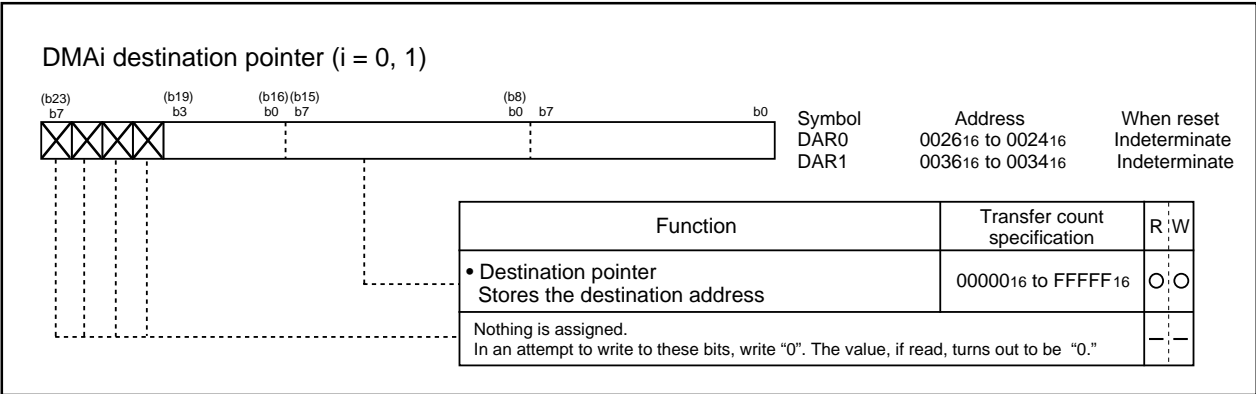 DMAi destination pointer (i = 0, 1)
(b23) (b19) (b16)(b15) (b8)
b7 b3 b0 b7 b0 b7 b0
Symbol Address When reset
DAR0 002616 to 002416 Indeterminate
DAR1 003616 to 003416 Indeterminate
Function Transfer count specification R W
• Destination pointer
Stores the destination address 0000016 to FFFFF16 O O
Nothing is assigned.
In an attempt to write to these bits, write “0”. The value, if read, turns out to be “0.” – –